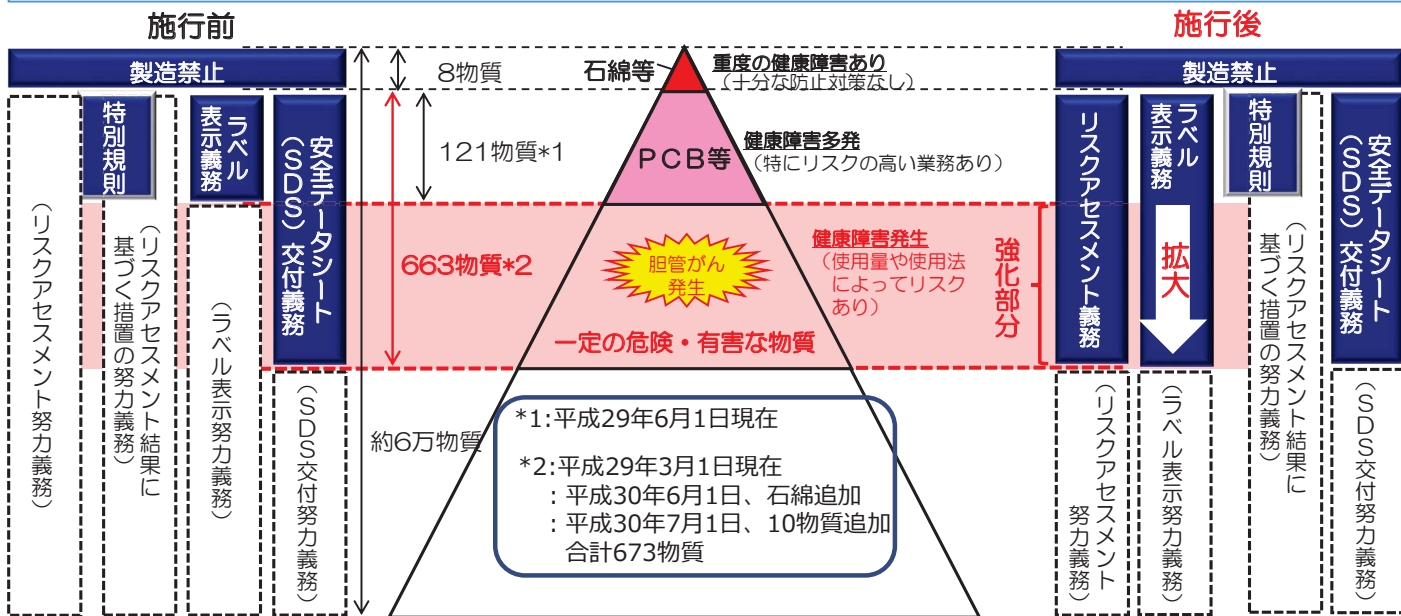 施行前
施行後
製造禁止
8物質
石綿等
重度の健康障害あり
（十分な防止対策なし）
製造禁止
（リスクアセスメント努力義務）
特別規則
（リスクアセスメント結果に
基づく措置の努力義務）
ラベル
表示義務
（ラベル表示努力義務）
安全データシート
（SDS）交付義務
（SDS交付努力義務）
121物質*1
663物質*2
約6万物質
PCB等
健康障害多発
（特にリスクの高い業務あり）
胆管がん
発生
健康障害発生
（使用量や使用法
によってリスク
あり）
一定の危険・有害な物質
強化部分
*1:平成29年6月1日現在
*2:平成29年3月1日現在
:平成30年6月1日、石綿追加
:平成30年7月1日、10物質追加
合計673物質
リスクアセスメント義務
（リスクアセスメント
努力義務）
ラベル
表示義務
拡大
（ラベル表示努力義務）
特別規則
（リスクアセスメント結果に
基づく措置の努力義務）
安全データシート
（SDS）交付義務
（SDS交付努力義務）